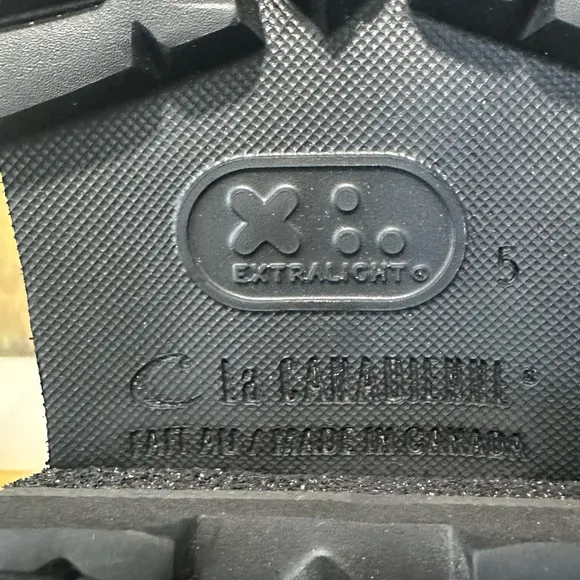 EXTRALIGHT®
5
La CANADIENNE®
FAIT AU / MADE IN CANADA